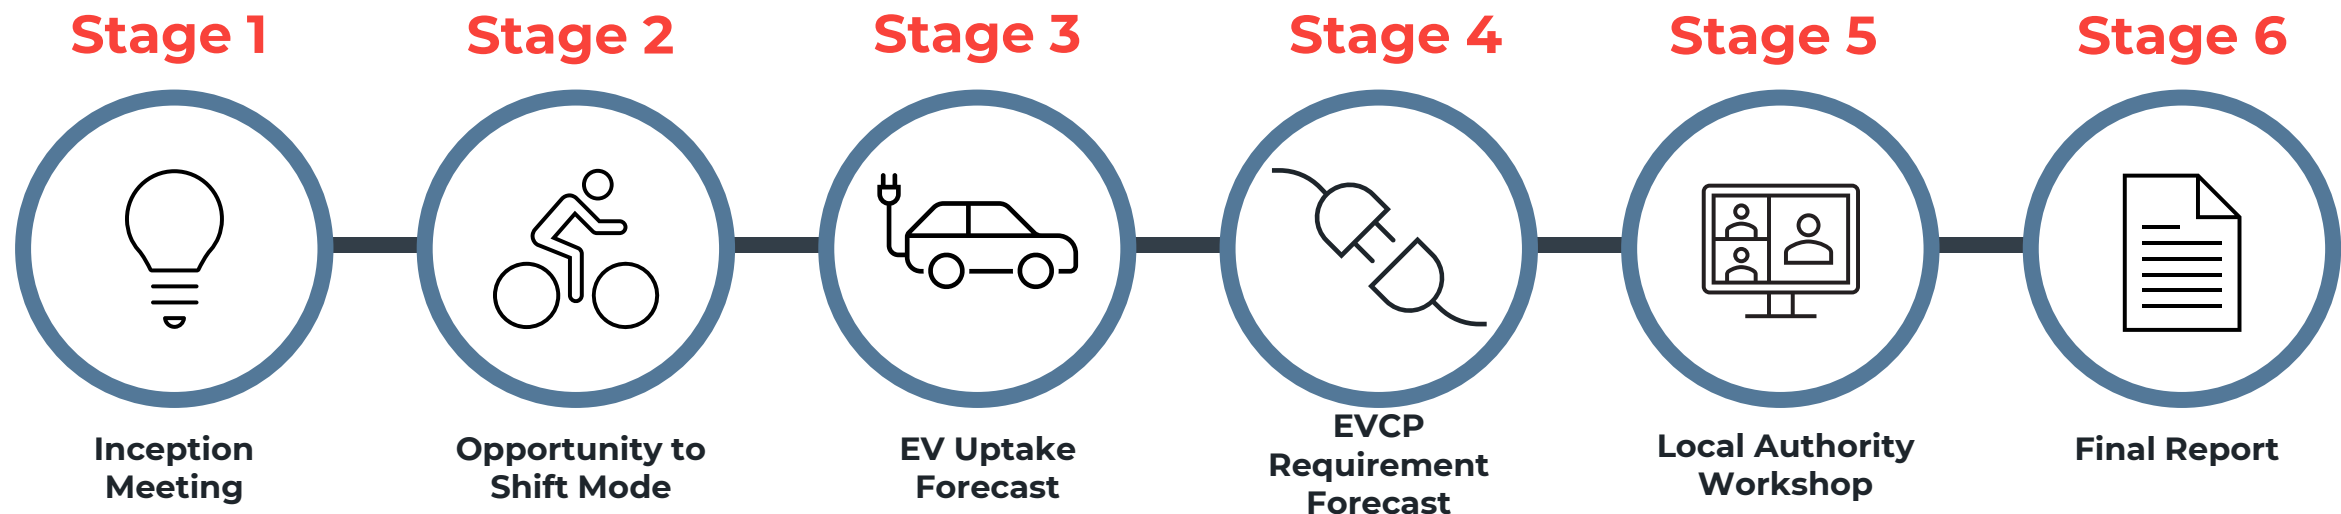 Stage 1
Stage 2
Stage 3
Stage 4
Stage 5
Stage 6
Inception
Meeting
Opportunity to
Shift Mode
EV Uptake
Forecast
EVCP
Requirement
Forecast
Local Authority
Workshop
Final Report